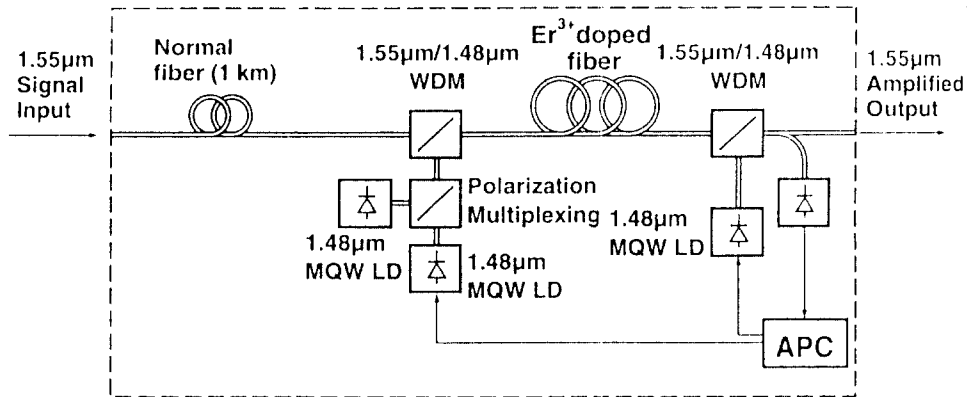 1.55µm
Signal
Input
Normal
fiber (1 km)
1.55µm/1.48µm
WDM
Er³⁺doped
fiber
1.55µm/1.48µm
WDM
1.55µm
Amplified
Output
Polarization
Multiplexing
1.48µm
MQW LD
1.48µm
MQW LD
1.48µm
MQW LD
APC